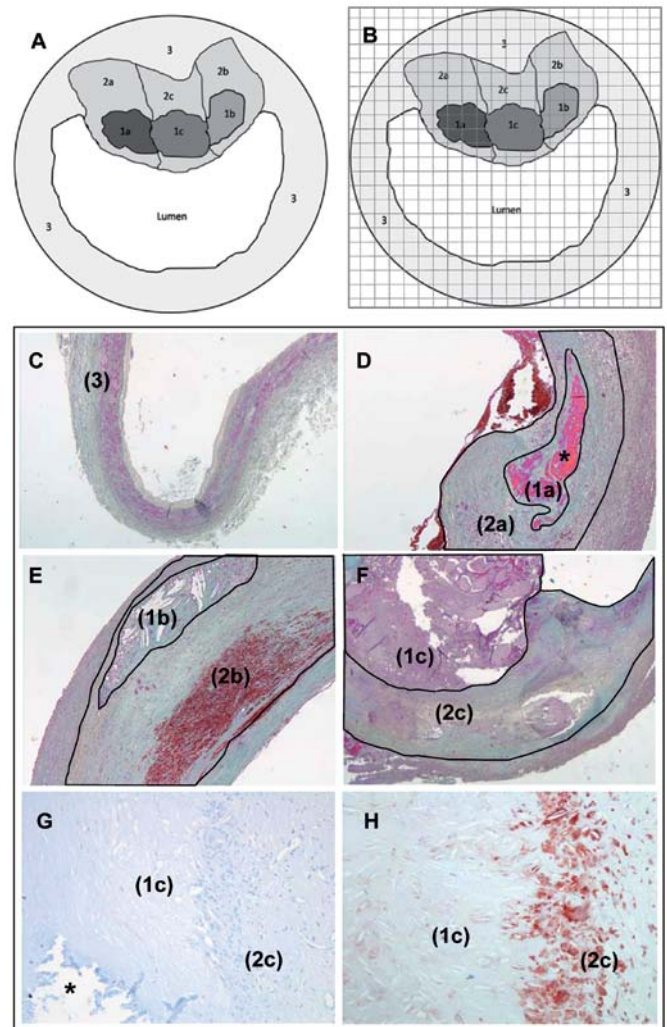 A
3
2a
2b
2c
1a
1c
1b
3
Lumen
3
B
3
2a
2b
2c
1a
1c
1b
3
Lumen
3
C
(3)
D
*
(1a)
(2a)
E
(1b)
(2b)
F
(1c)
(2c)
G
(1c)
(2c)
*
H
(1c)
(2c)